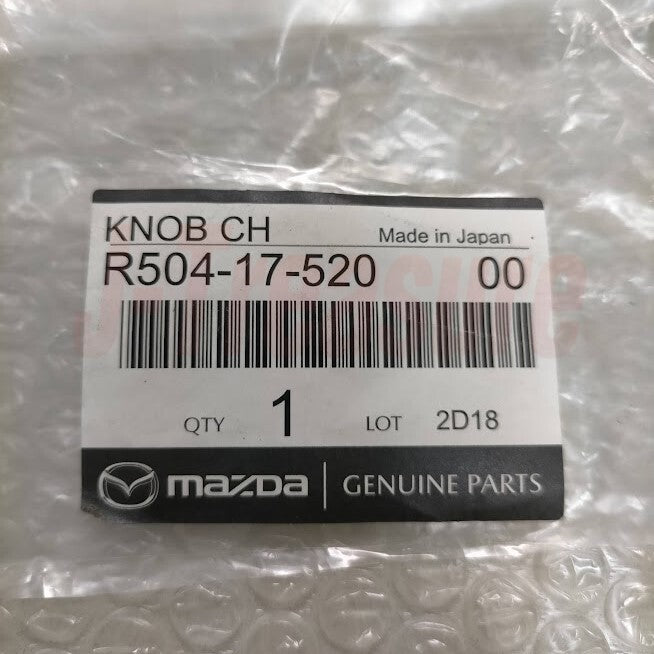 KNOB CH Made in Japan
R504-17-520 00
QTY 1 LOT 2D18
mazda GENUINE PARTS